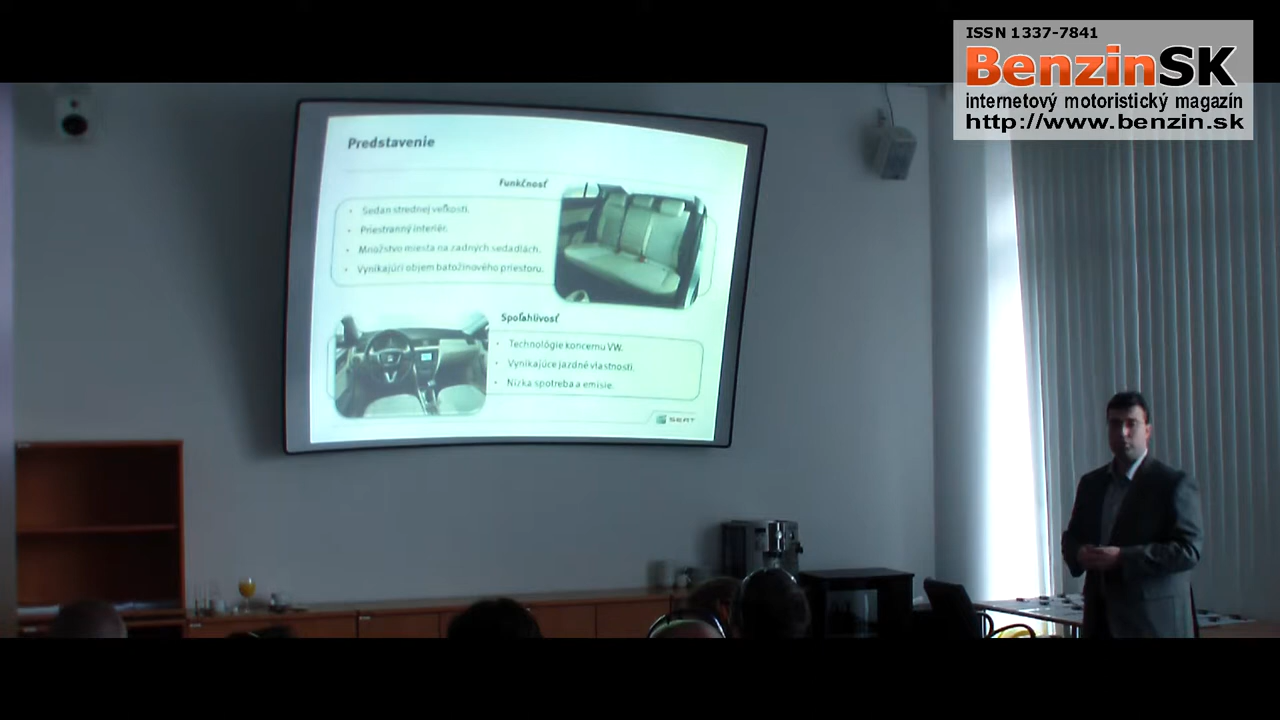 ISSN 1337-7841
BenzinSK
internetový motoristický magazín
http://www.benzin.sk
Predstavenie
Funkčnosť
• Sedan strednej veľkosti.
• Priestranný interiér.
• Množstvo miesta na zadných sedadlách.
• Vynikajúci objem batožinového priestoru.
Spoľahlivosť
• Technológie koncernu VW.
• Vynikajúce jazdné vlastnosti.
• Nízka spotreba a emisie.
SEAT